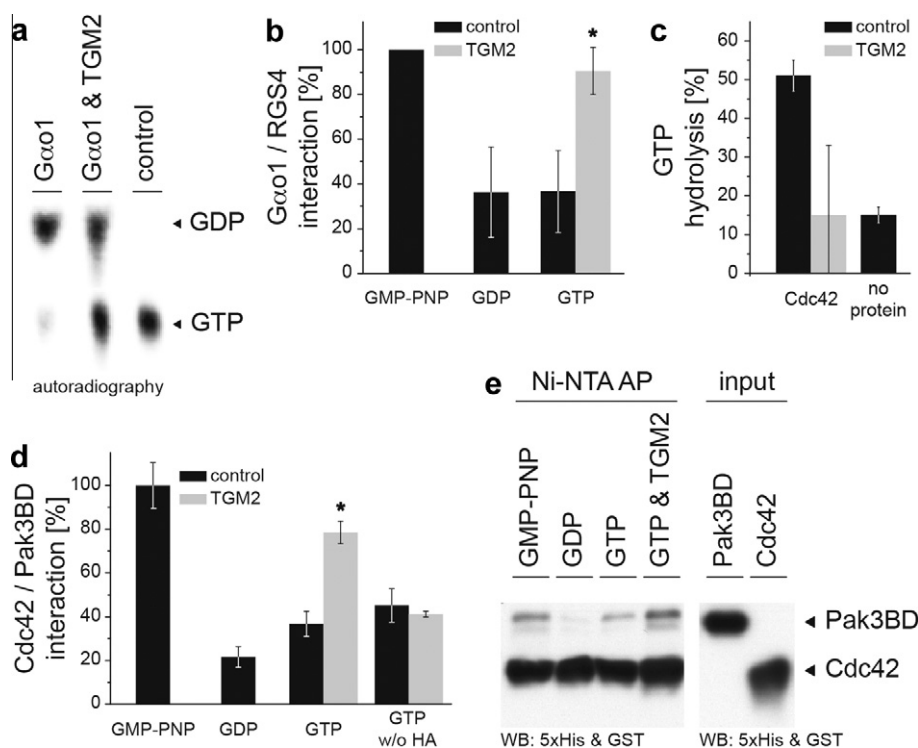 a
Gαo1
Gαo1 & TGM2
control
GDP
GTP
autoradiography
b
control
TGM2
Gαo1 / RGS4
interaction [%]
100
80
60
40
20
0
*
GMP-PNP
GDP
GTP
c
control
TGM2
GTP
hydrolysis [%]
60
50
40
30
20
10
0
Cdc42
no
protein
d
control
TGM2
Cdc42 / Pak3BD
interaction [%]
100
80
60
40
20
0
*
GMP-PNP
GDP
GTP
GTP
w/o HA
e
Ni-NTA AP
input
GMP-PNP
GDP
GTP
GTP & TGM2
Pak3BD
Cdc42
Pak3BD
Cdc42
WB: 5xHis & GST
WB: 5xHis & GST